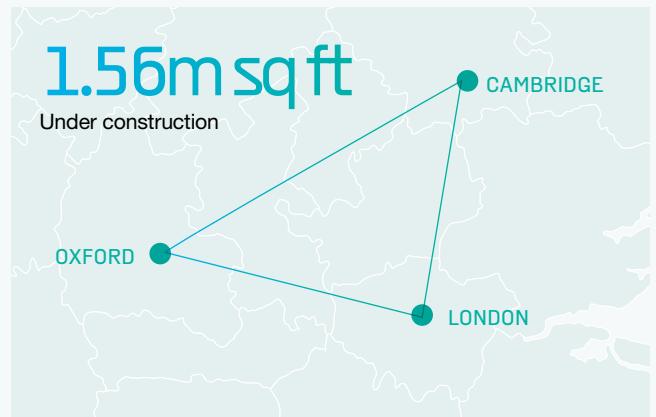 1.56m sq ft
Under construction
CAMBRIDGE
OXFORD
LONDON